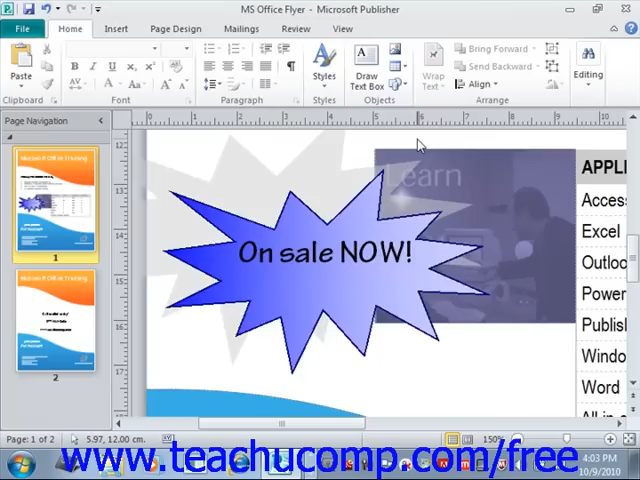 MS Office Flyer - Microsoft Publisher
File Home Insert Page Design Mailings Review View
Paste
Styles
Draw Text Box
Wrap Text
Bring Forward
Send Backward
Align
Editing
Clipboard Font Paragraph Styles Objects Arrange
Page Navigation
1
2
Learn
On sale NOW!
APPLI
Access
Excel
Outloo
Power
Publish
Windo
Word
Page: 1 of 2 5.97, 12.00 cm. 150%
www.teachucomp.com/free
4:03 PM
10/9/2010